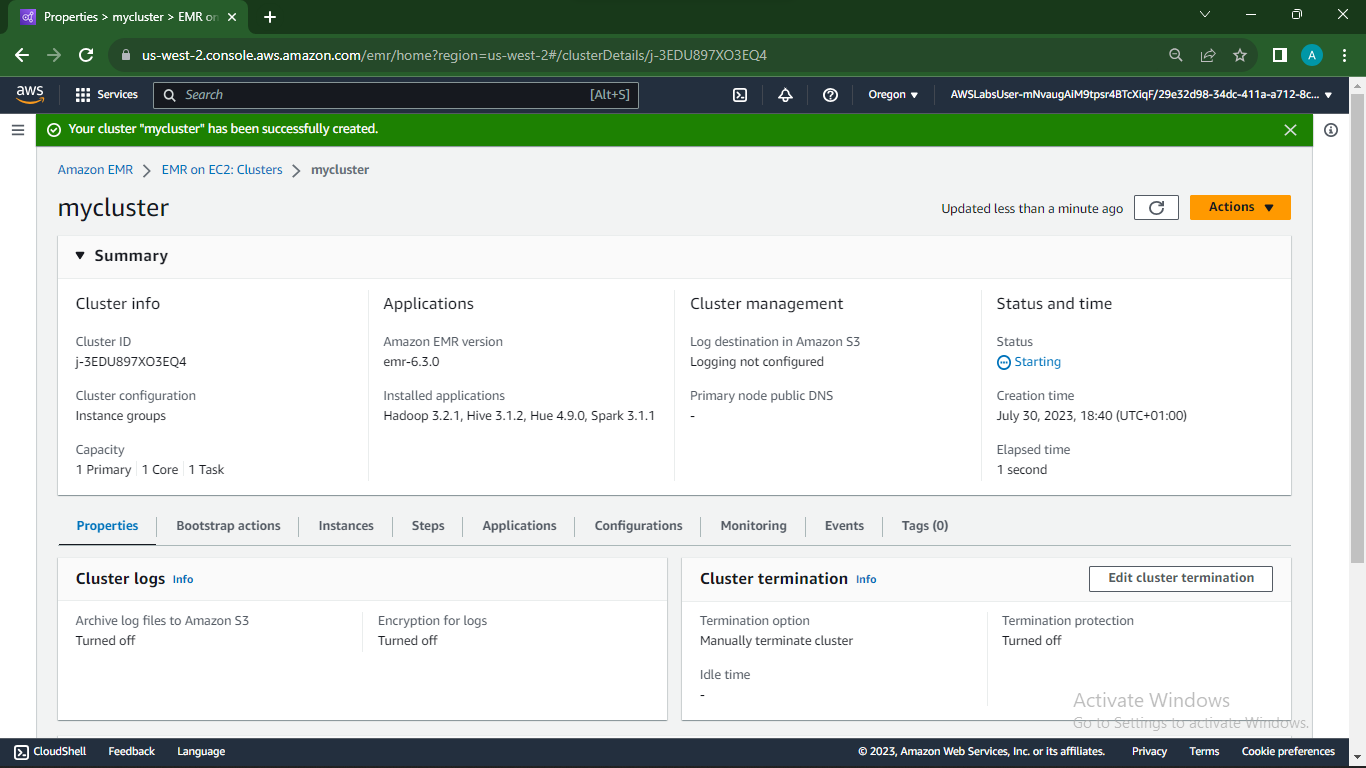 Properties > mycluster > EMR on
us-west-2.console.aws.amazon.com/emr/home?region=us-west-2#/clusterDetails/j-3EDU897XO3EQ4
A
aws
Services
Search
[Alt+S]
Oregon
AWSLabsUser-mNvaugAiM9tpsr4BTcXiqF/29e32d98-34dc-411a-a712-8c...
Your cluster "mycluster" has been successfully created.
Amazon EMR
EMR on EC2: Clusters
mycluster
mycluster
Updated less than a minute ago
Actions
Summary
Cluster info
Cluster ID
j-3EDU897XO3EQ4
Cluster configuration
Instance groups
Capacity
1 Primary
1 Core
1 Task
Applications
Amazon EMR version
emr-6.3.0
Installed applications
Hadoop 3.2.1, Hive 3.1.2, Hue 4.9.0, Spark 3.1.1
Cluster management
Log destination in Amazon S3
Logging not configured
Primary node public DNS
-
Status and time
Status
Starting
Creation time
July 30, 2023, 18:40 (UTC+01:00)
Elapsed time
1 second
Properties
Bootstrap actions
Instances
Steps
Applications
Configurations
Monitoring
Events
Tags (0)
Cluster logs Info
Archive log files to Amazon S3
Turned off
Encryption for logs
Turned off
Cluster termination Info
Edit cluster termination
Termination option
Manually terminate cluster
Idle time
-
Termination protection
Turned off
Activate Windows
Go to Settings to activate Windows.
CloudShell
Feedback
Language
© 2023, Amazon Web Services, Inc. or its affiliates.
Privacy
Terms
Cookie preferences